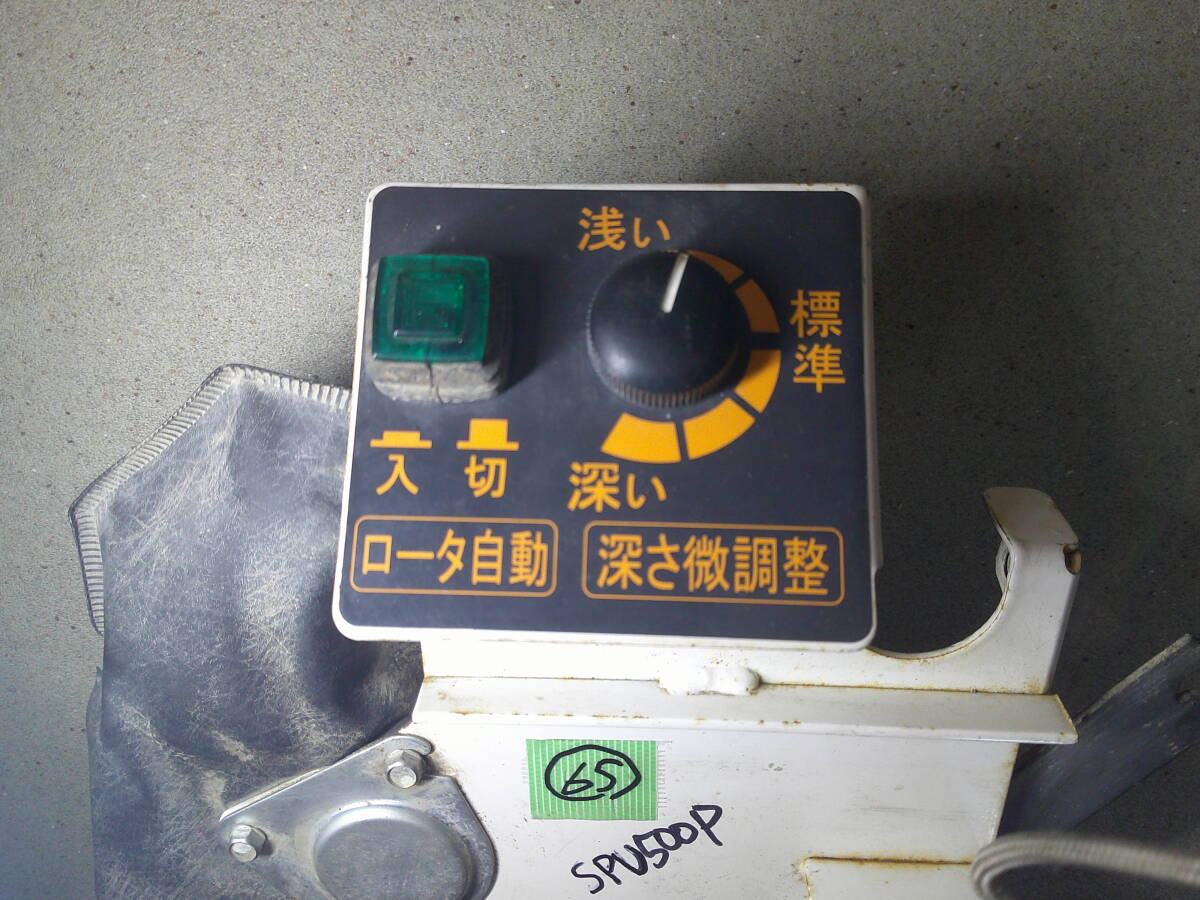 浅い
標準
深い
入 切
ロータ自動
深さ微調整
65
SPU500P